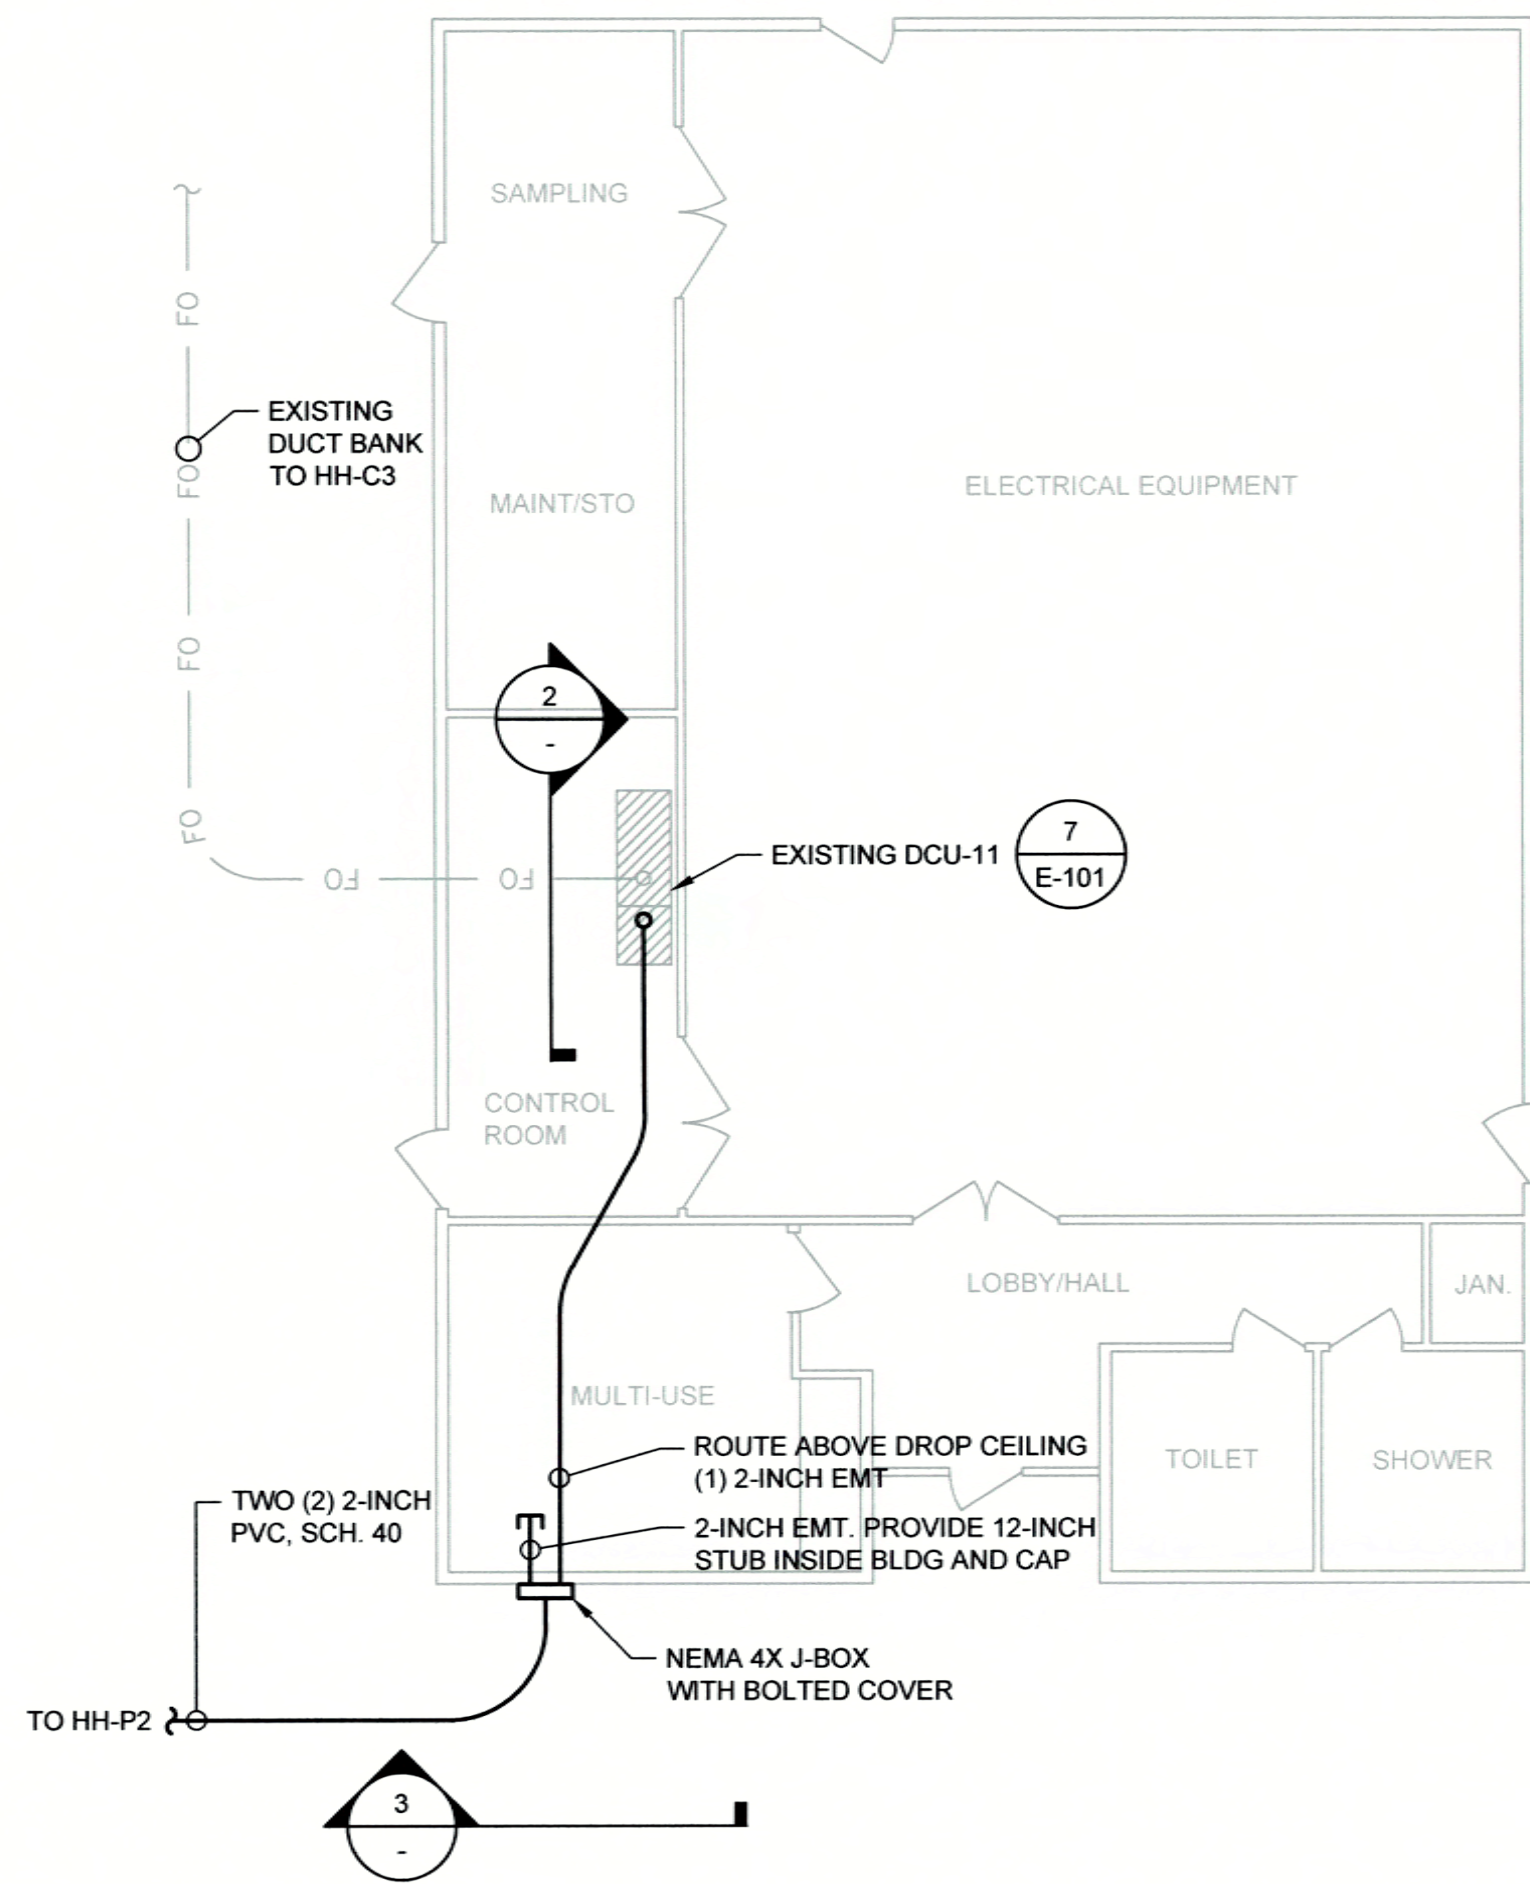 SAMPLING
FO
EXISTING
DUCT BANK
TO HH-C3
FO
MAINT/STO
ELECTRICAL EQUIPMENT
FO
2
-
FO
FO
FO
EXISTING DCU-11
7
E-101
CONTROL
ROOM
LOBBY/HALL
JAN.
MULTI-USE
ROUTE ABOVE DROP CEILING
(1) 2-INCH EMT
TOILET
SHOWER
TWO (2) 2-INCH
PVC, SCH. 40
2-INCH EMT. PROVIDE 12-INCH
STUB INSIDE BLDG AND CAP
NEMA 4X J-BOX
WITH BOLTED COVER
TO HH-P2
3
-